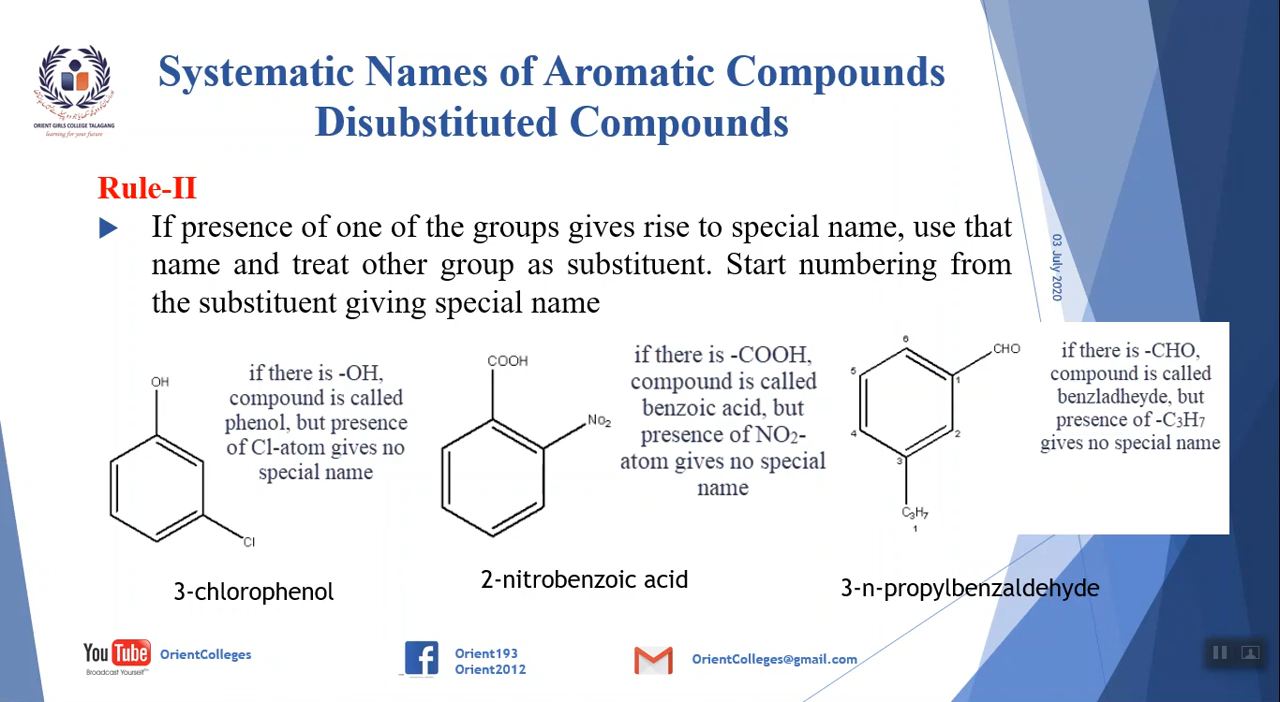 Systematic Names of Aromatic Compounds
Disubstituted Compounds
ORIENT GIRLS COLLEGE TALAGANG
learning for your future
Rule-II
If presence of one of the groups gives rise to special name, use that
name and treat other group as substituent. Start numbering from
the substituent giving special name
03 July 2020
OH
Cl
if there is -OH,
compound is called
phenol, but presence
of Cl-atom gives no
special name
3-chlorophenol
COOH
No₂
if there is -COOH,
compound is called
benzoic acid, but
presence of NO₂-
atom gives no special
name
2-nitrobenzoic acid
6
CHO
5
1
4
2
3
C₃H₇
1
if there is -CHO,
compound is called
benzladheyde, but
presence of -C₃H₇
gives no special name
3-n-propylbenzaldehyde
YouTube
Broadcast Yourself™
OrientColleges
f
Orient193
Orient2012
OrientColleges@gmail.com